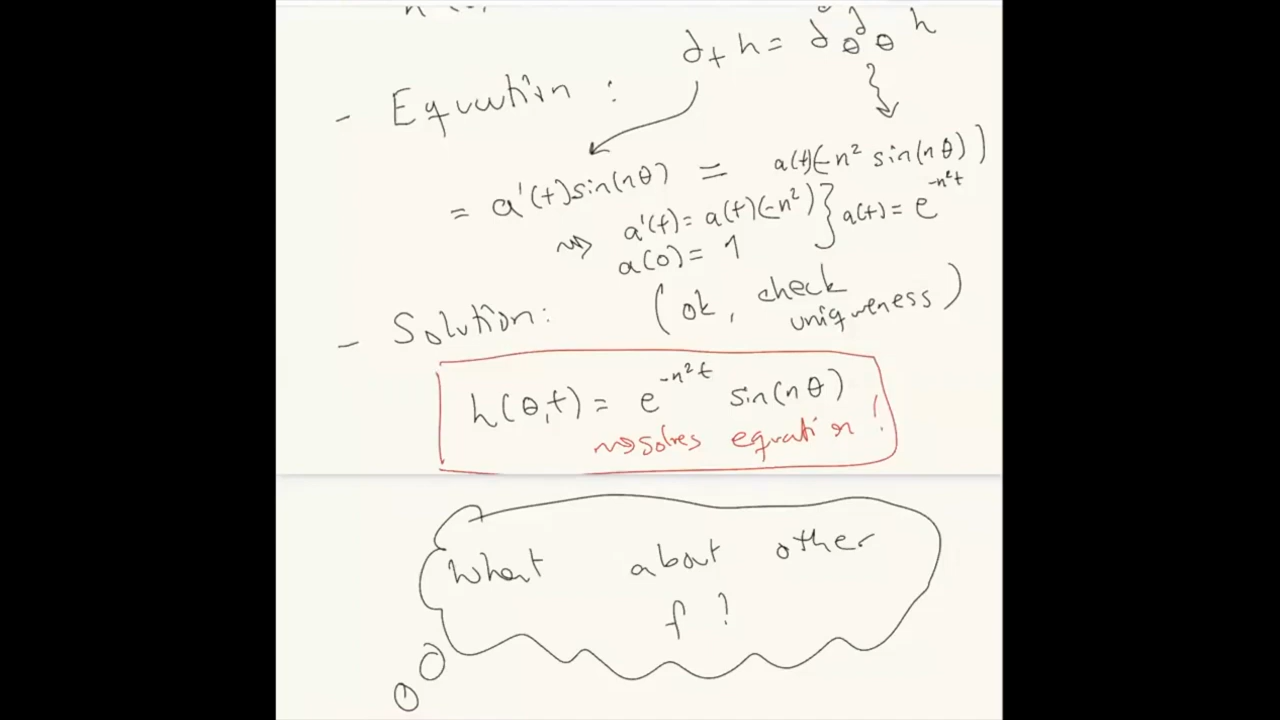 ∂ₜ h = ∂_θ ∂_θ h
- Equation :
= a'(t) sin(nθ) = a(t)(-n² sin(nθ))
⇝ a'(t) = a(t)(-n²) } a(t) = e^{-n²t}
a(0) = 1
- Solution: (ok, check uniqueness)
h(θ,t) = e^{-n²t} sin(nθ)
⇝ solves equation !
What about other
f ?